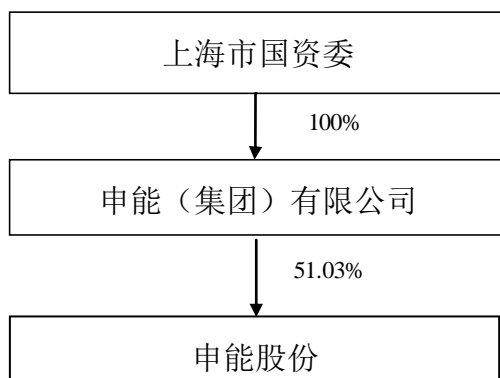 上海市国资委
100%
申能（集团）有限公司
51.03%
申能股份